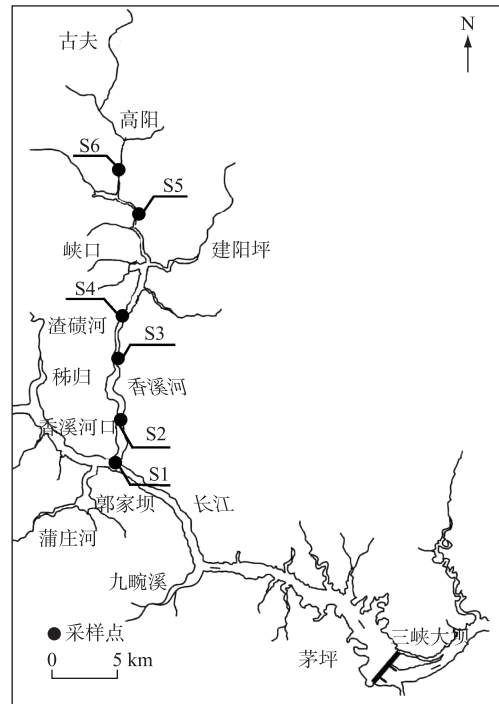 古夫
N
高阳
S6
S5
峡口
建阳坪
S4
渣碛河
S3
秭归
香溪河
香溪河口
S2
S1
郭家坝
长江
蒲庄河
九畹溪
采样点
三峡大坝
茅坪
0 5 km